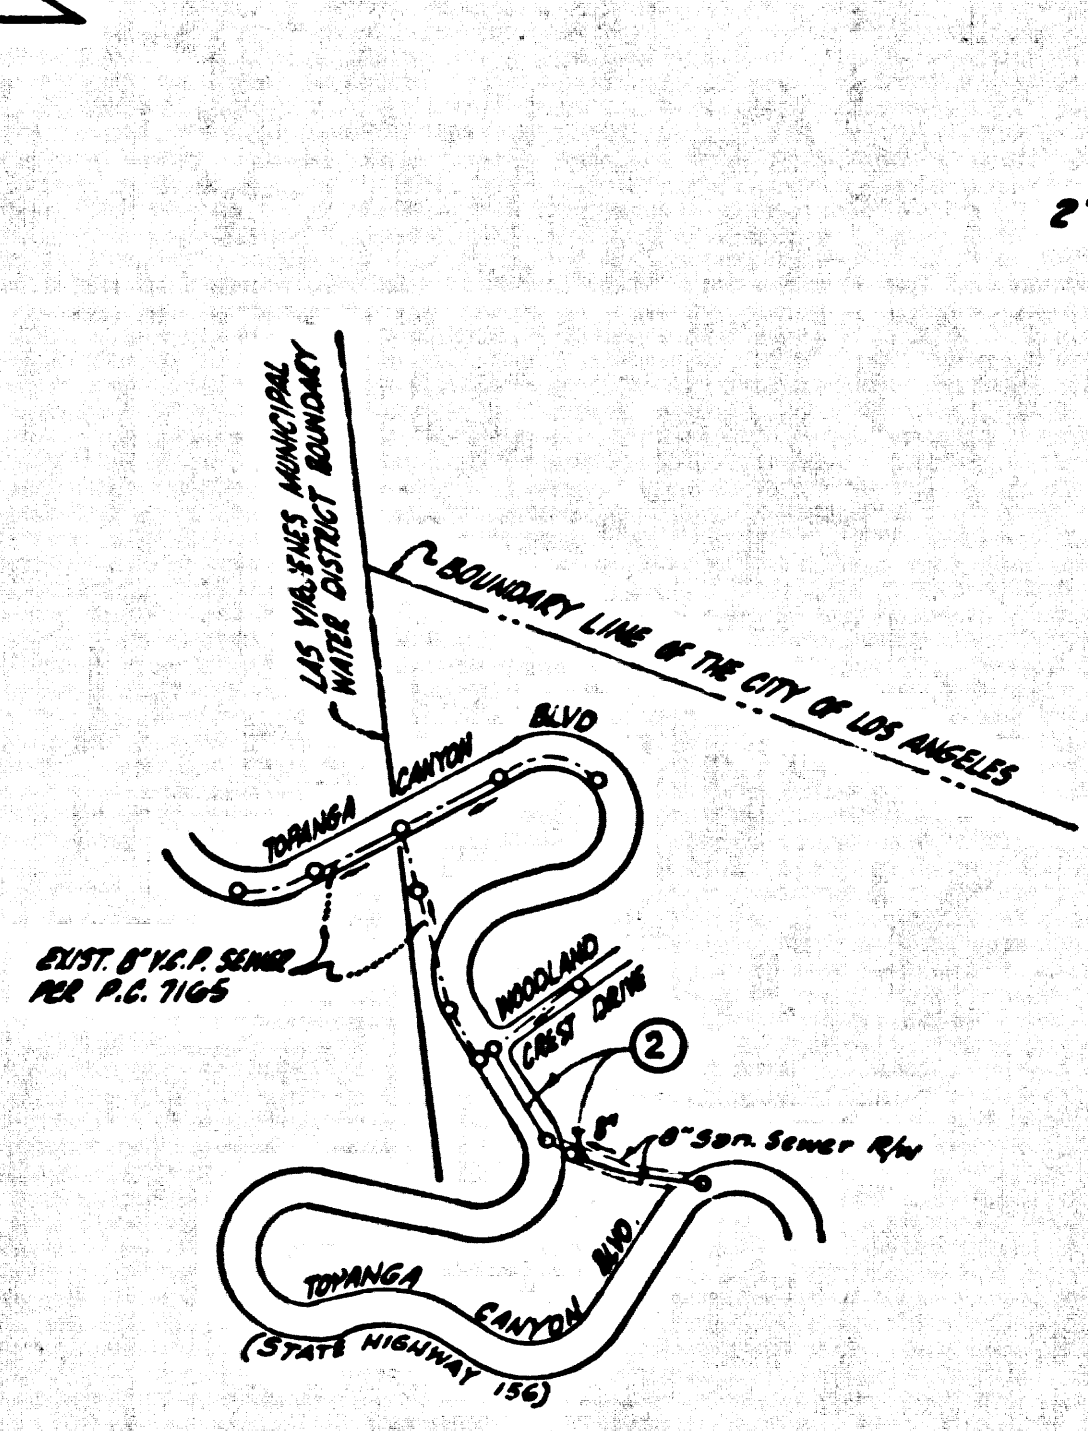 2"
LAS VIRGENES MUNICIPAL
WATER DISTRICT BOUNDARY
BOUNDARY LINE OF THE CITY OF LOS ANGELES
TOPANGA CANYON BLVD
EXIST. 8" V.C.P. SEWER
PER P.C. 7165
WOODLAND
CREST DRIVE
2
8"
8" San. Sewer R/W
TOPANGA CANYON BLVD.
(STATE HIGHWAY 156)